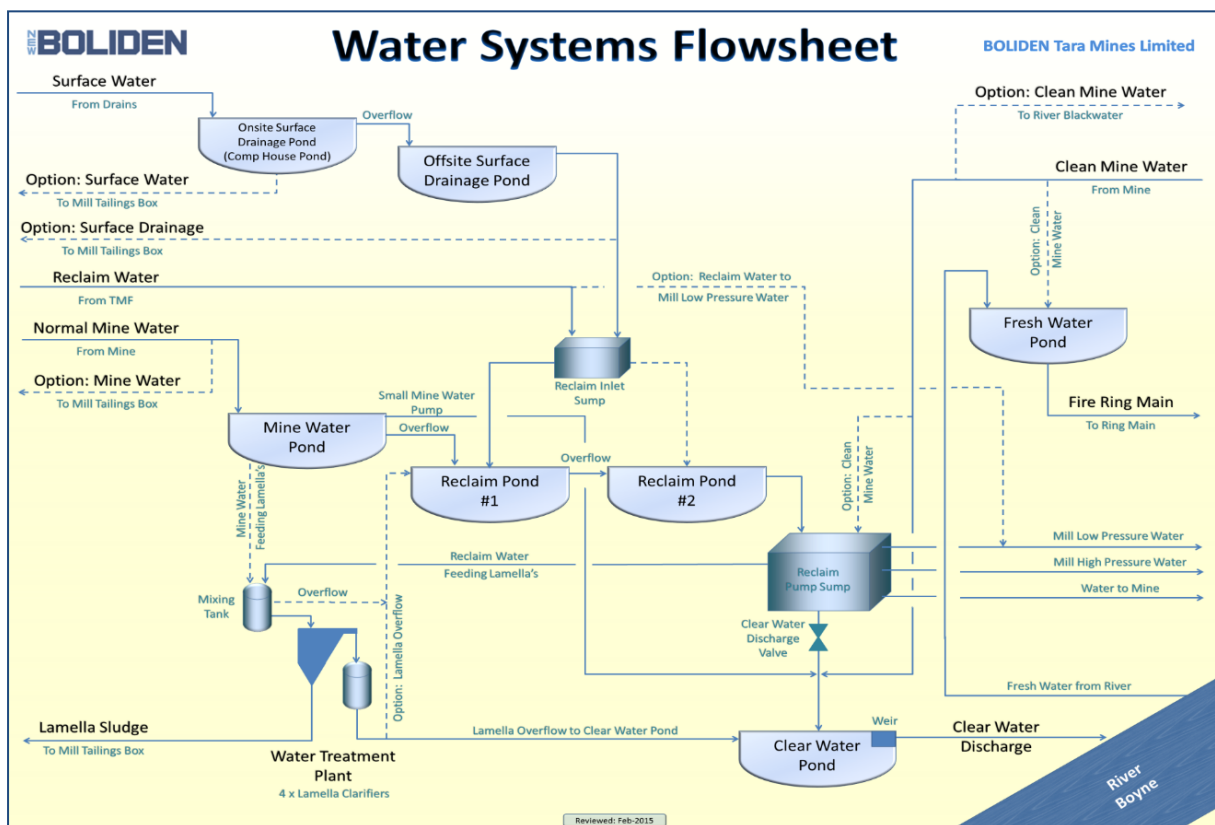 NEW BOLIDEN
Water Systems Flowsheet
BOLIDEN Tara Mines Limited
Surface Water
From Drains
Onsite Surface
Drainage Pond
(Comp House Pond)
Overflow
Offsite Surface
Drainage Pond
Option: Clean Mine Water
To River Blackwater
Clean Mine Water
From Mine
Option: Surface Water
To Mill Tailings Box
Option: Surface Drainage
To Mill Tailings Box
Option: Clean
Mine Water
Reclaim Water
From TMF
Option: Reclaim Water to
Mill Low Pressure Water
Normal Mine Water
From Mine
Fresh Water
Pond
Option: Mine Water
To Mill Tailings Box
Reclaim Inlet
Sump
Small Mine Water
Pump
Overflow
Fire Ring Main
To Ring Main
Mine Water
Pond
Option: Clean
Mine Water
Overflow
Reclaim Pond
#1
Reclaim Pond
#2
Mine Water
Feeding Lamella's
Reclaim Water
Feeding Lamella's
Reclaim
Pump Sump
Mill Low Pressure Water
Mill High Pressure Water
Water to Mine
Mixing
Tank
Overflow
Option: Lamella Overflow
Clear Water
Discharge
Valve
Fresh Water from River
Lamella Sludge
To Mill Tailings Box
Lamella Overflow to Clear Water Pond
Weir
Clear Water
Discharge
Clear Water
Pond
Water Treatment
Plant
4 x Lamella Clarifiers
River
Boyne
Reviewed: Feb-2015